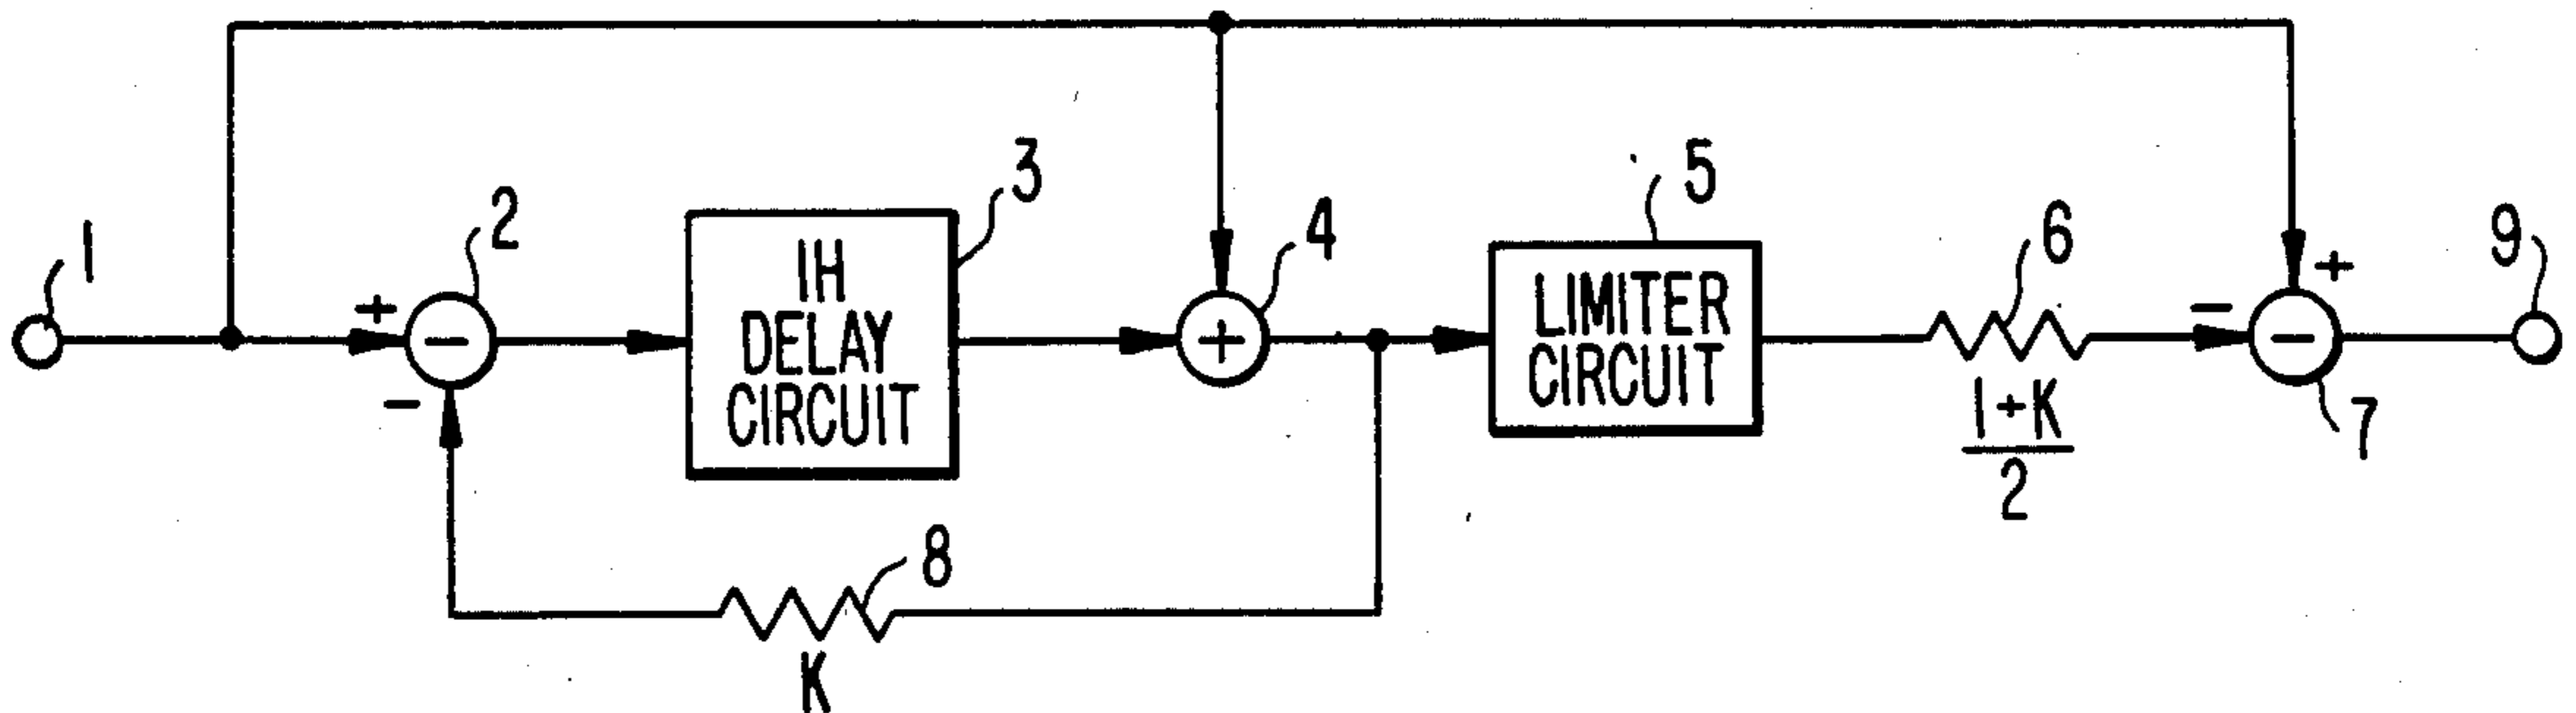 1
2
3
4
5
6
7
8
9
+
-
-
1H
DELAY
CIRCUIT
+
LIMITER
CIRCUIT
1+K
2
-
+
-
K